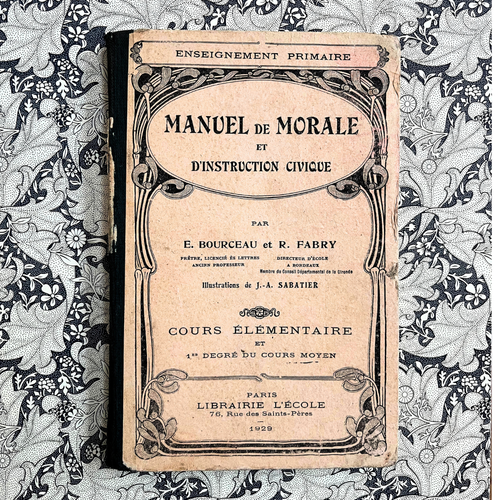 ENSEIGNEMENT PRIMAIRE
MANUEL DE MORALE
ET
D'INSTRUCTION CIVIQUE
PAR
E. BOURCEAU et R. FABRY
PRÊTRE, LICENCIÉ ÈS LETTRES
ANCIEN PROFESSEUR
DIRECTEUR D'ÉCOLE
A BORDEAUX
Membre du Conseil Départemental de la Gironde
Illustrations de J.-A. SABATIER
COURS ÉLÉMENTAIRE
ET
1er DEGRÉ DU COURS MOYEN
PARIS
LIBRAIRIE L'ÉCOLE
76, Rue des Saints-Pères
1929